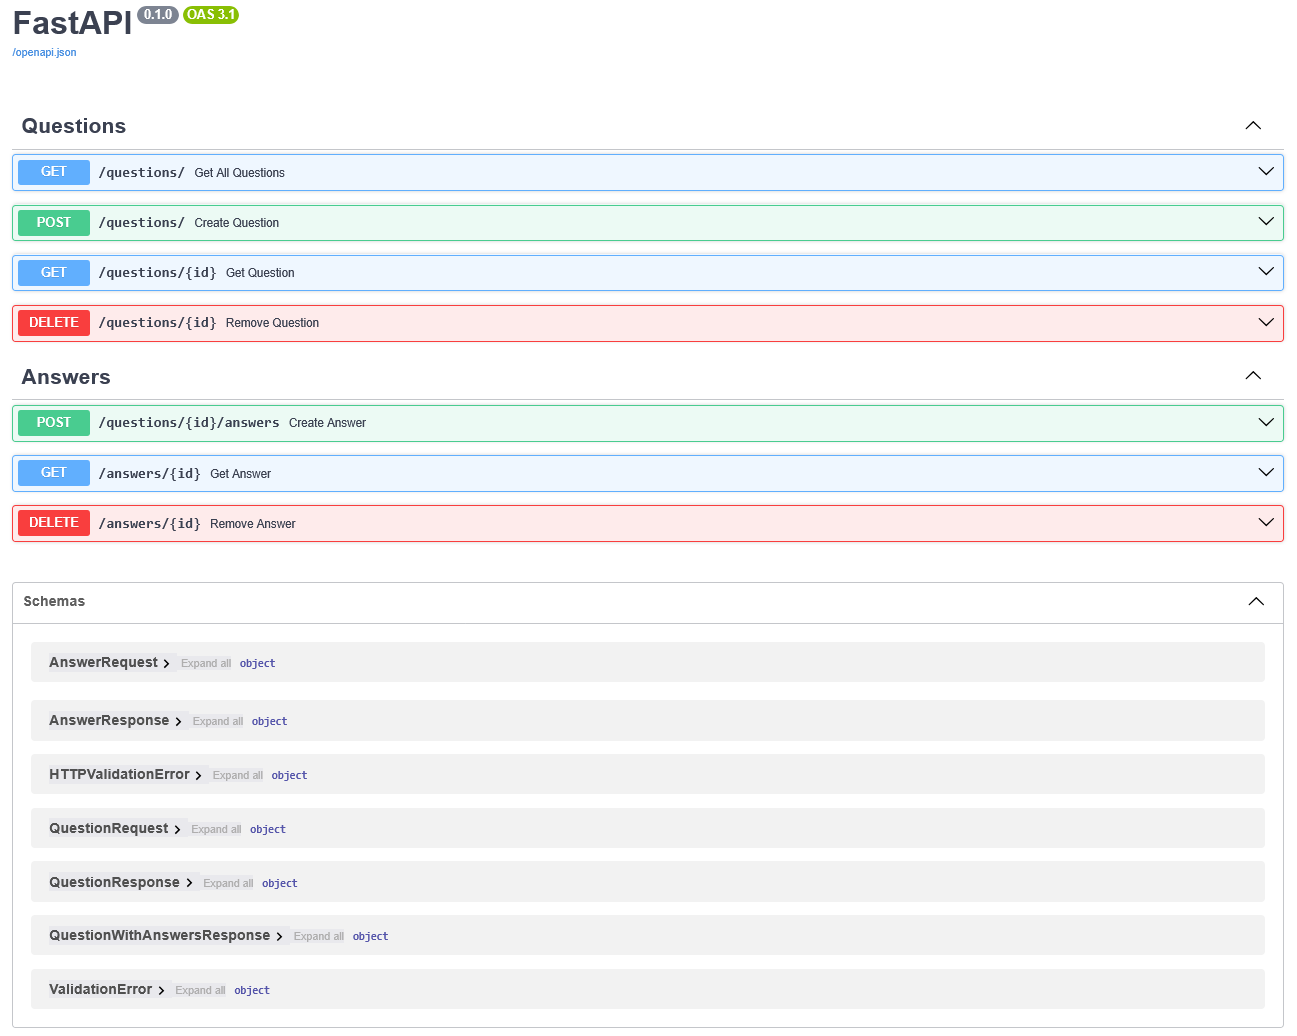 FastAPI 0.1.0 OAS 3.1
/openapi.json
Questions
GET /questions/ Get All Questions
POST /questions/ Create Question
GET /questions/{id} Get Question
DELETE /questions/{id} Remove Question
Answers
POST /questions/{id}/answers Create Answer
GET /answers/{id} Get Answer
DELETE /answers/{id} Remove Answer
Schemas
AnswerRequest Expand all object
AnswerResponse Expand all object
HTTPValidationError Expand all object
QuestionRequest Expand all object
QuestionResponse Expand all object
QuestionWithAnswersResponse Expand all object
ValidationError Expand all object